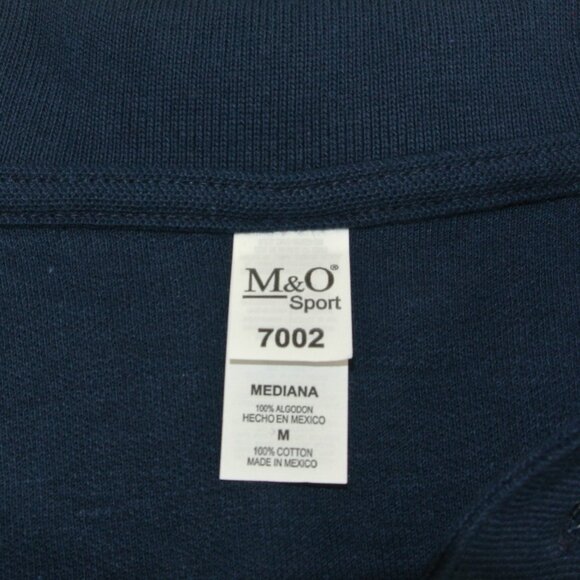 M&O®
Sport
7002
MEDIANA
100% ALGODON
HECHO EN MEXICO
M
100% COTTON
MADE IN MEXICO